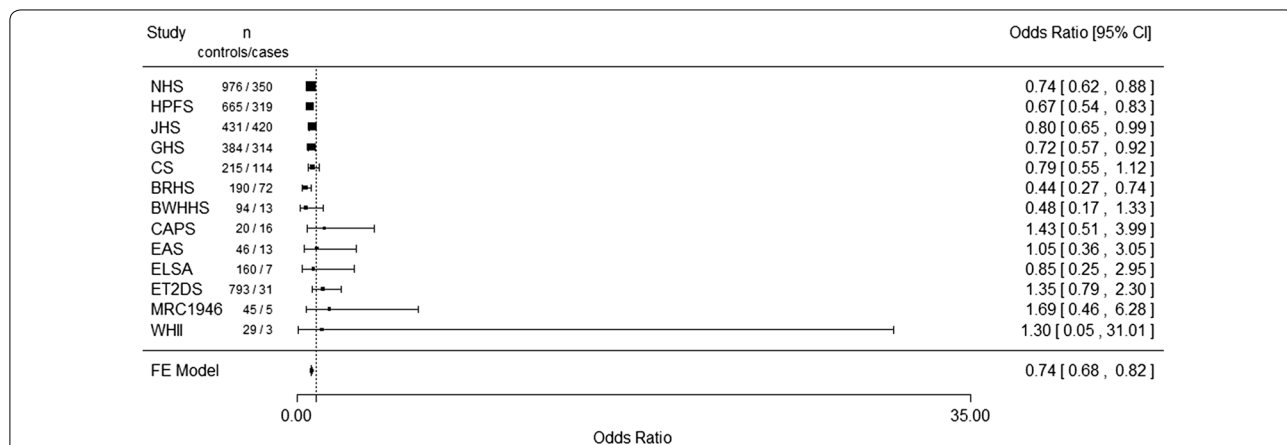 Study n Odds Ratio [95% CI]
controls/cases
NHS 976 / 350 0.74 [ 0.62 , 0.88 ]
HPFS 665 / 319 0.67 [ 0.54 , 0.83 ]
JHS 431 / 420 0.80 [ 0.65 , 0.99 ]
GHS 384 / 314 0.72 [ 0.57 , 0.92 ]
CS 215 / 114 0.79 [ 0.55 , 1.12 ]
BRHS 190 / 72 0.44 [ 0.27 , 0.74 ]
BWHHS 94 / 13 0.48 [ 0.17 , 1.33 ]
CAPS 20 / 16 1.43 [ 0.51 , 3.99 ]
EAS 46 / 13 1.05 [ 0.36 , 3.05 ]
ELSA 160 / 7 0.85 [ 0.25 , 2.95 ]
ET2DS 793 / 31 1.35 [ 0.79 , 2.30 ]
MRC1946 45 / 5 1.69 [ 0.46 , 6.28 ]
WHII 29 / 3 1.30 [ 0.05 , 31.01 ]
FE Model 0.74 [ 0.68 , 0.82 ]
0.00 35.00
Odds Ratio